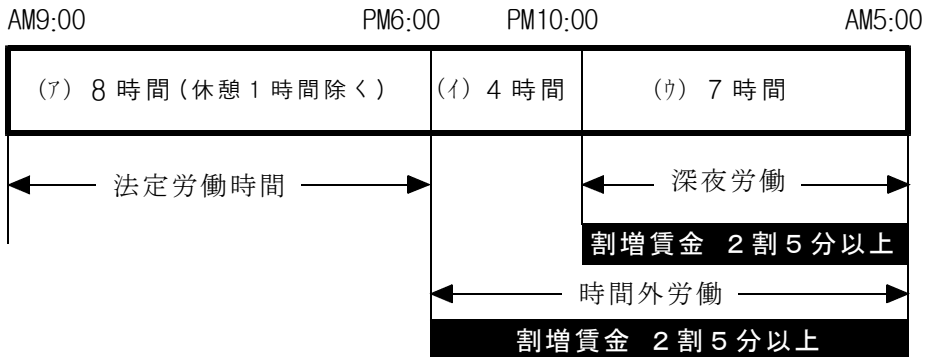 AM9:00 PM6:00 PM10:00 AM5:00
(ｱ) 8時間(休憩1時間除く) (ｲ) 4時間 (ｳ) 7時間
法定労働時間 深夜労働
割増賃金 2割5分以上
時間外労働
割増賃金 2割5分以上